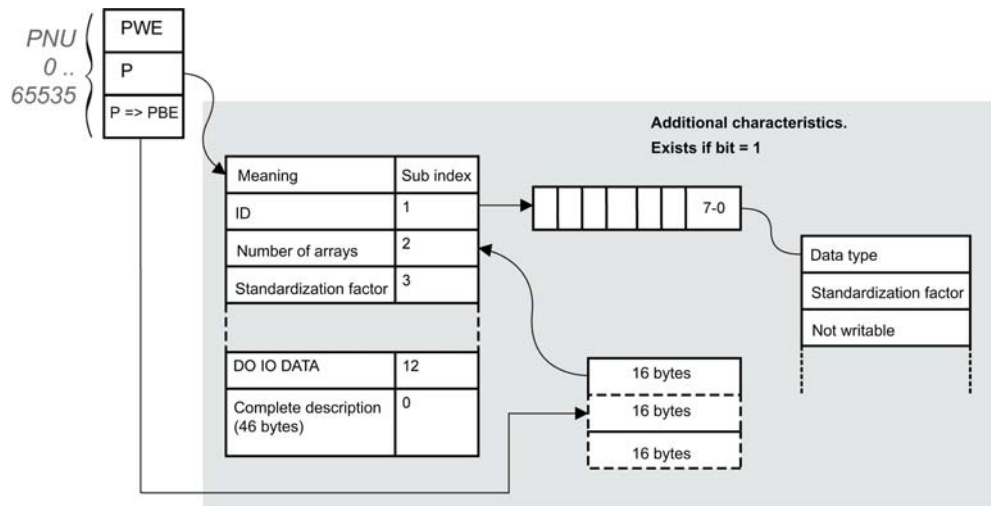 PNU
0 ..
65535
PWE
P
P => PBE
Additional characteristics.
Exists if bit = 1
Meaning
Sub index
ID
1
Number of arrays
2
Standardization factor
3
DO IO DATA
12
Complete description
(46 bytes)
0
7-0
Data type
Standardization factor
Not writable
16 bytes
16 bytes
16 bytes